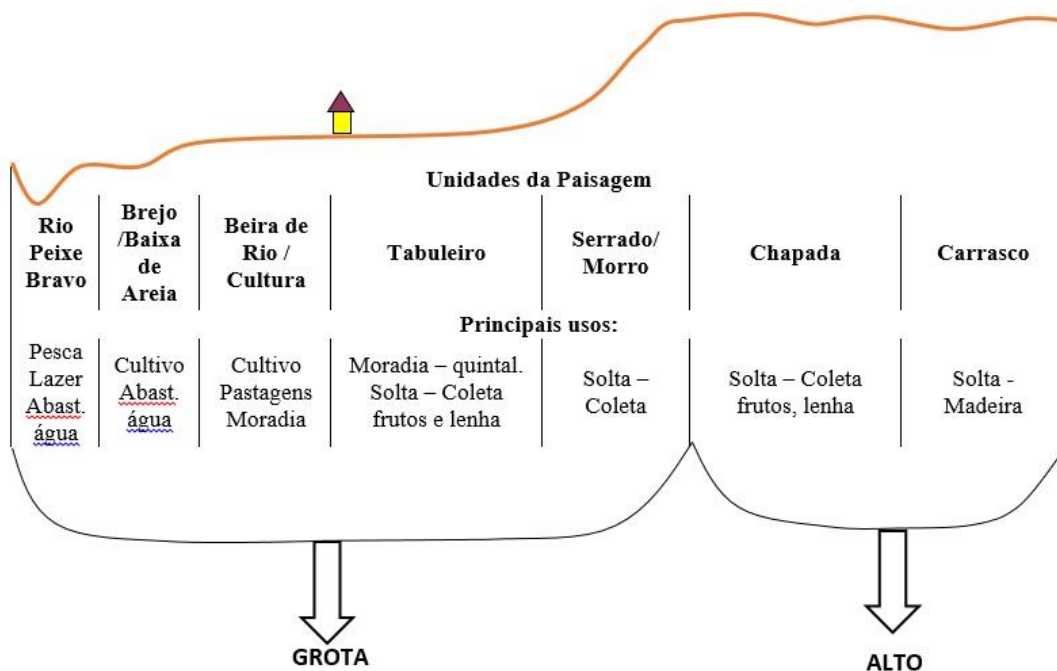 Unidades da Paisagem
Rio
Peixe
Bravo
Brejo
/Baixa
de
Areia
Beira de
Rio /
Cultura
Tabuleiro
Serrado/
Morro
Chapada
Carrasco
Principais usos:
Pesca
Lazer
Abast.
água
Cultivo
Abast.
água
Cultivo
Pastagens
Moradia
Moradia – quintal.
Solta – Coleta
frutos e lenha
Solta –
Coleta
Solta – Coleta
frutos, lenha
Solta -
Madeira
GROTA
ALTO